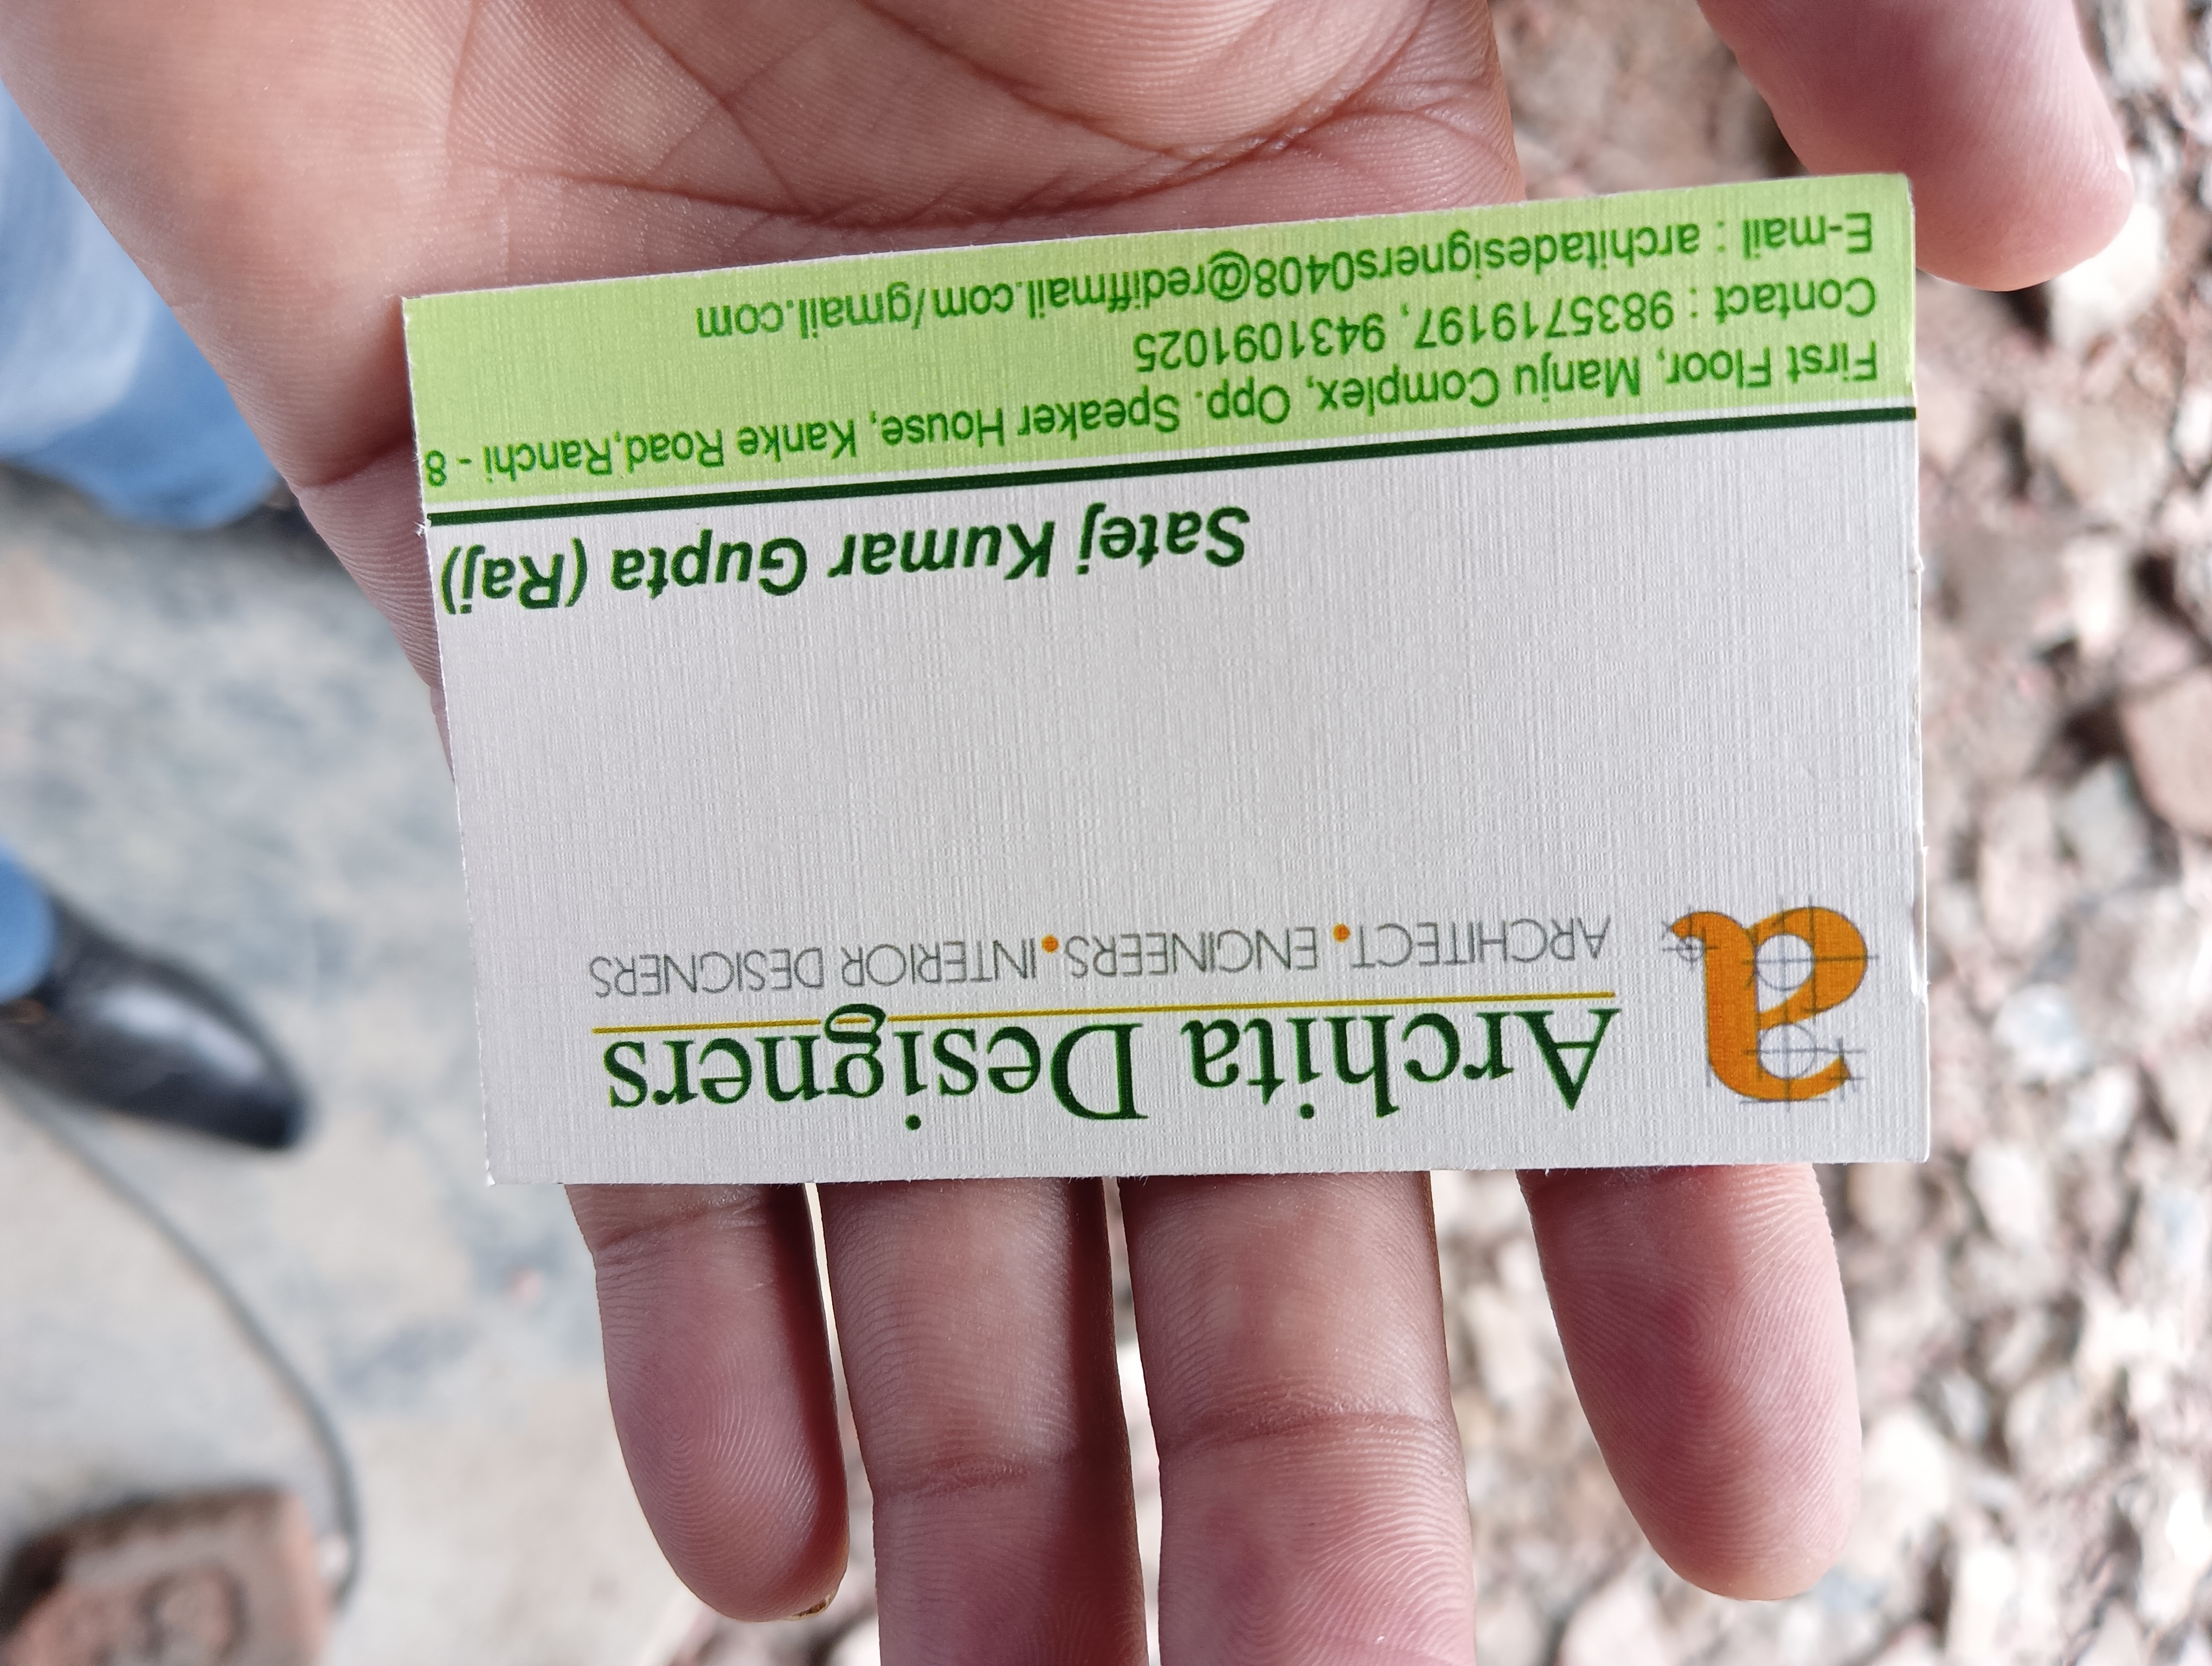 a
Archita Designers
ARCHITECT. ENGINEERS. INTERIOR DESIGNERS
Satej Kumar Gupta (Raj)
First Floor, Manju Complex, Opp. Speaker House, Kanke Road,Ranchi - 8
Contact : 9835719197, 9431091025
E-mail : architadesigners0408@rediffmail.com/gmail.com